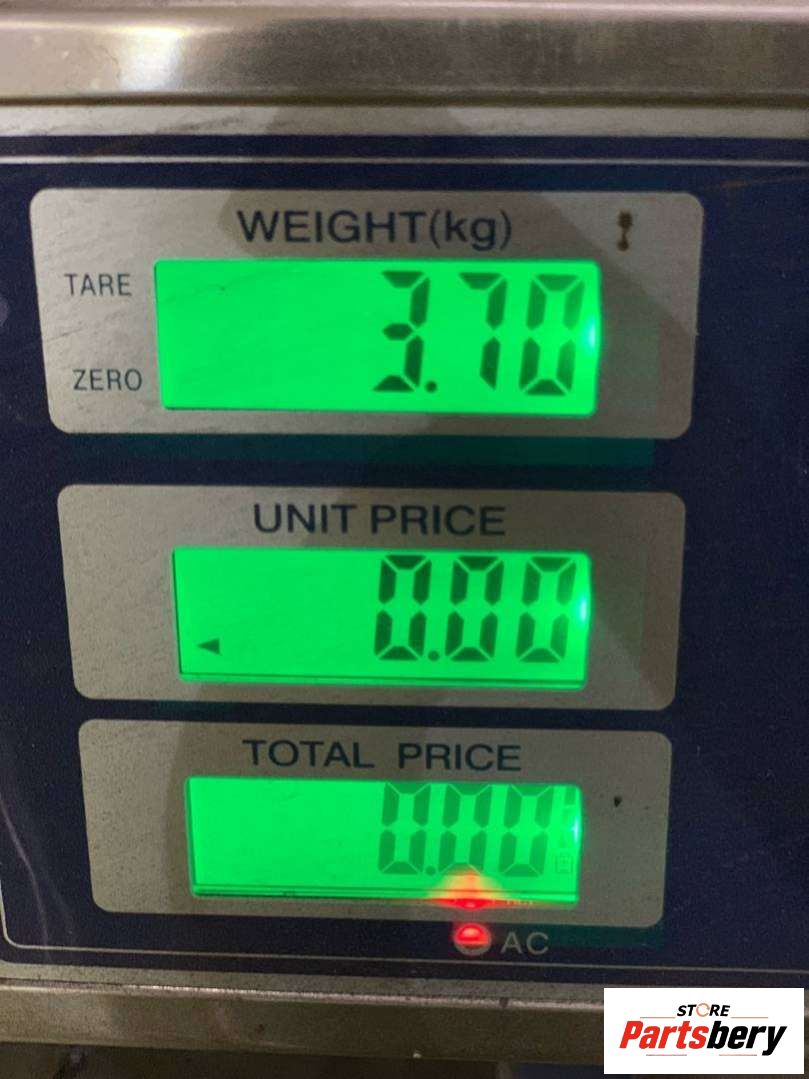 WEIGHT(kg)
TARE
3.70
ZERO
UNIT PRICE
0.00
TOTAL PRICE
0.00
AC
STORE
Partsbery